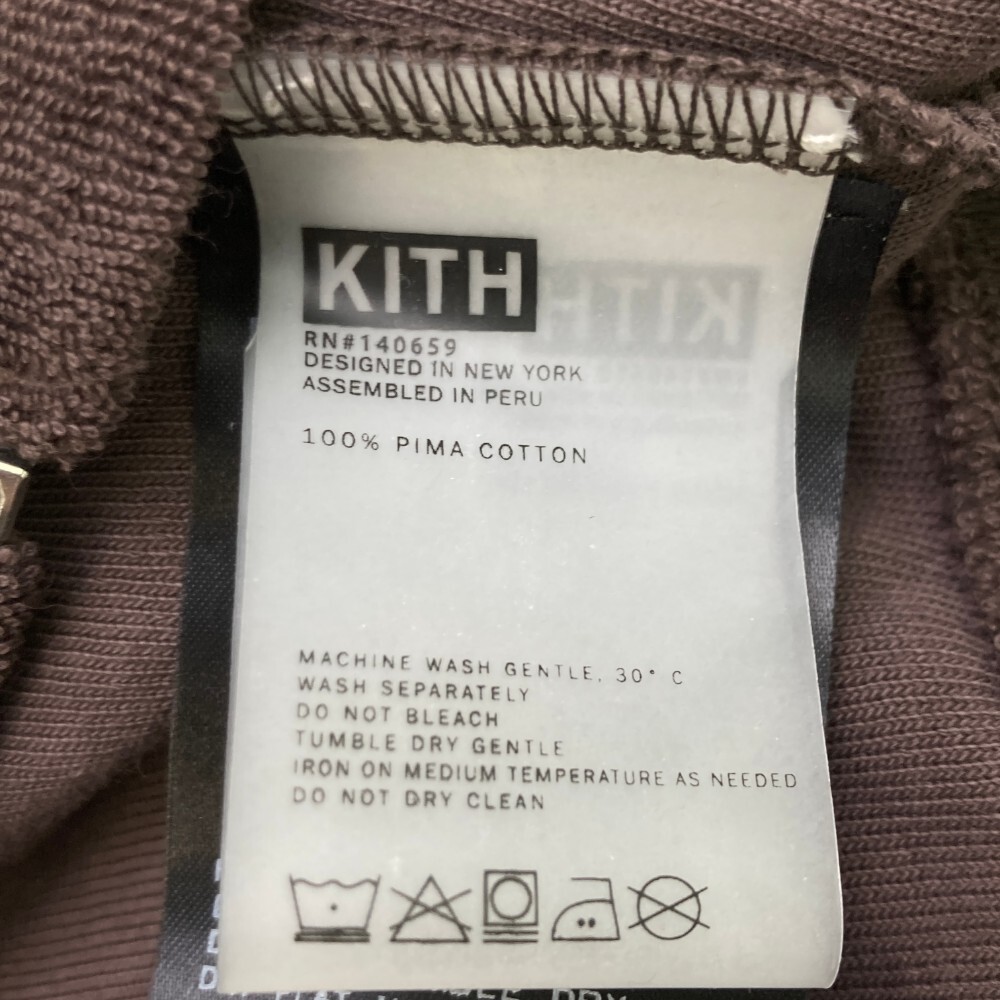 KITH
RN#140659
DESIGNED IN NEW YORK
ASSEMBLED IN PERU
100% PIMA COTTON
MACHINE WASH GENTLE, 30° C
WASH SEPARATELY
DO NOT BLEACH
TUMBLE DRY GENTLE
IRON ON MEDIUM TEMPERATURE AS NEEDED
DO NOT DRY CLEAN